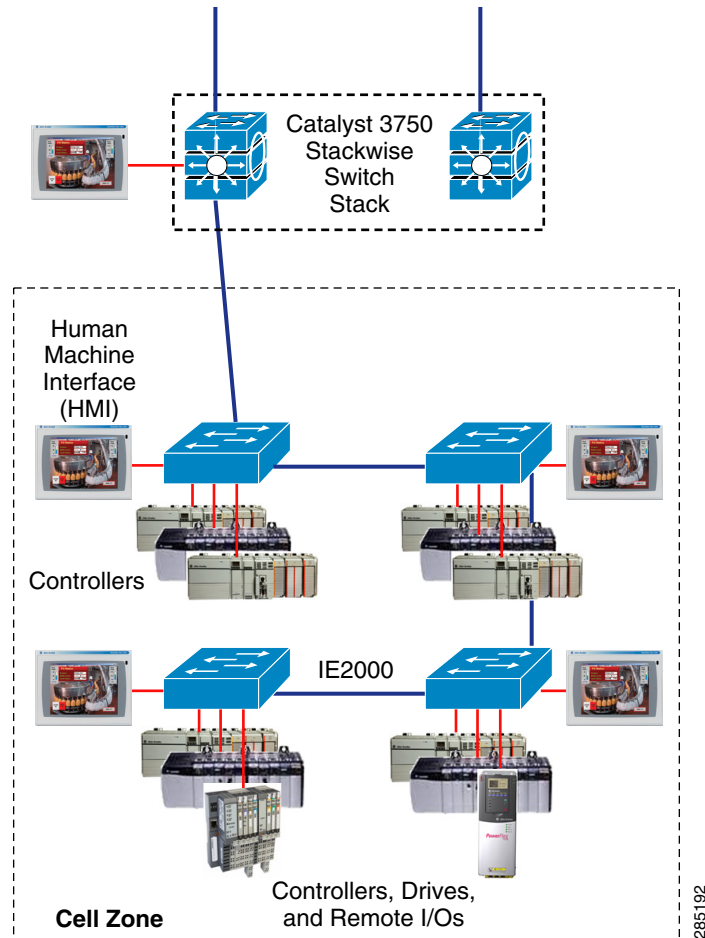 Catalyst 3750
Stackwise
Switch
Stack
Human
Machine
Interface
(HMI)
Controllers
IE2000
PowerFlex
Controllers, Drives,
and Remote I/Os
Cell Zone
285192